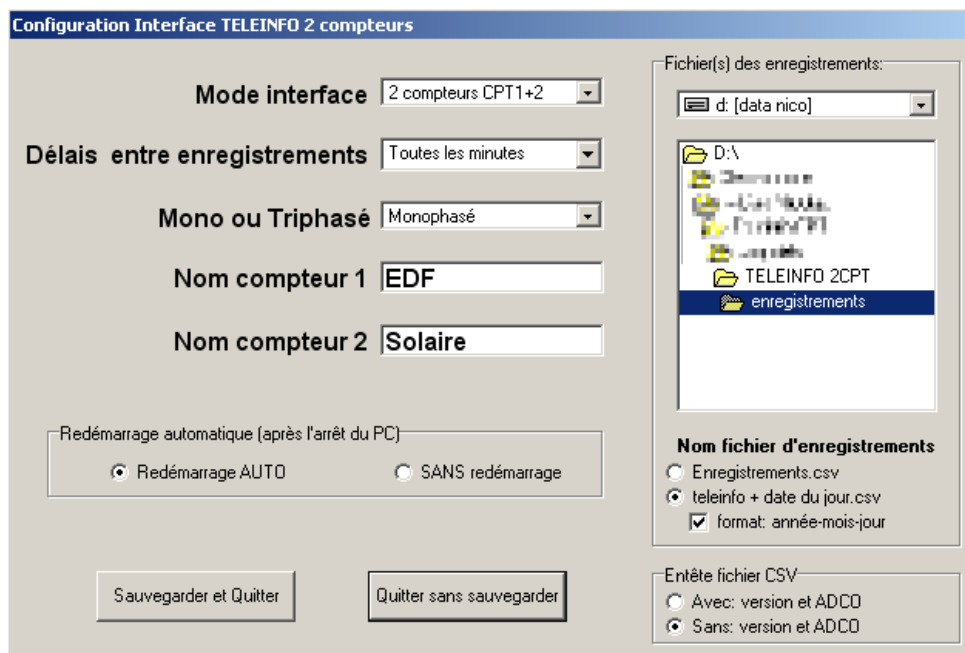 Configuration Interface TELEINFO 2 compteurs
Mode interface 2 compteurs CPT1+2
Délais entre enregistrements Toutes les minutes
Mono ou Triphasé Monophasé
Nom compteur 1 EDF
Nom compteur 2 Solaire
Redémarrage automatique (après l'arrêt du PC)
Redémarrage AUTO SANS redémarrage
Sauvegarder et Quitter Quitter sans sauvegarder
Fichier(s) des enregistrements:
d: [data nico]
D:\
TELEINFO 2CPT
enregistrements
Nom fichier d'enregistrements
Enregistrements.csv
teleinfo + date du jour.csv
format: année-mois-jour
Entête fichier CSV
Avec: version et ADCO
Sans: version et ADCO